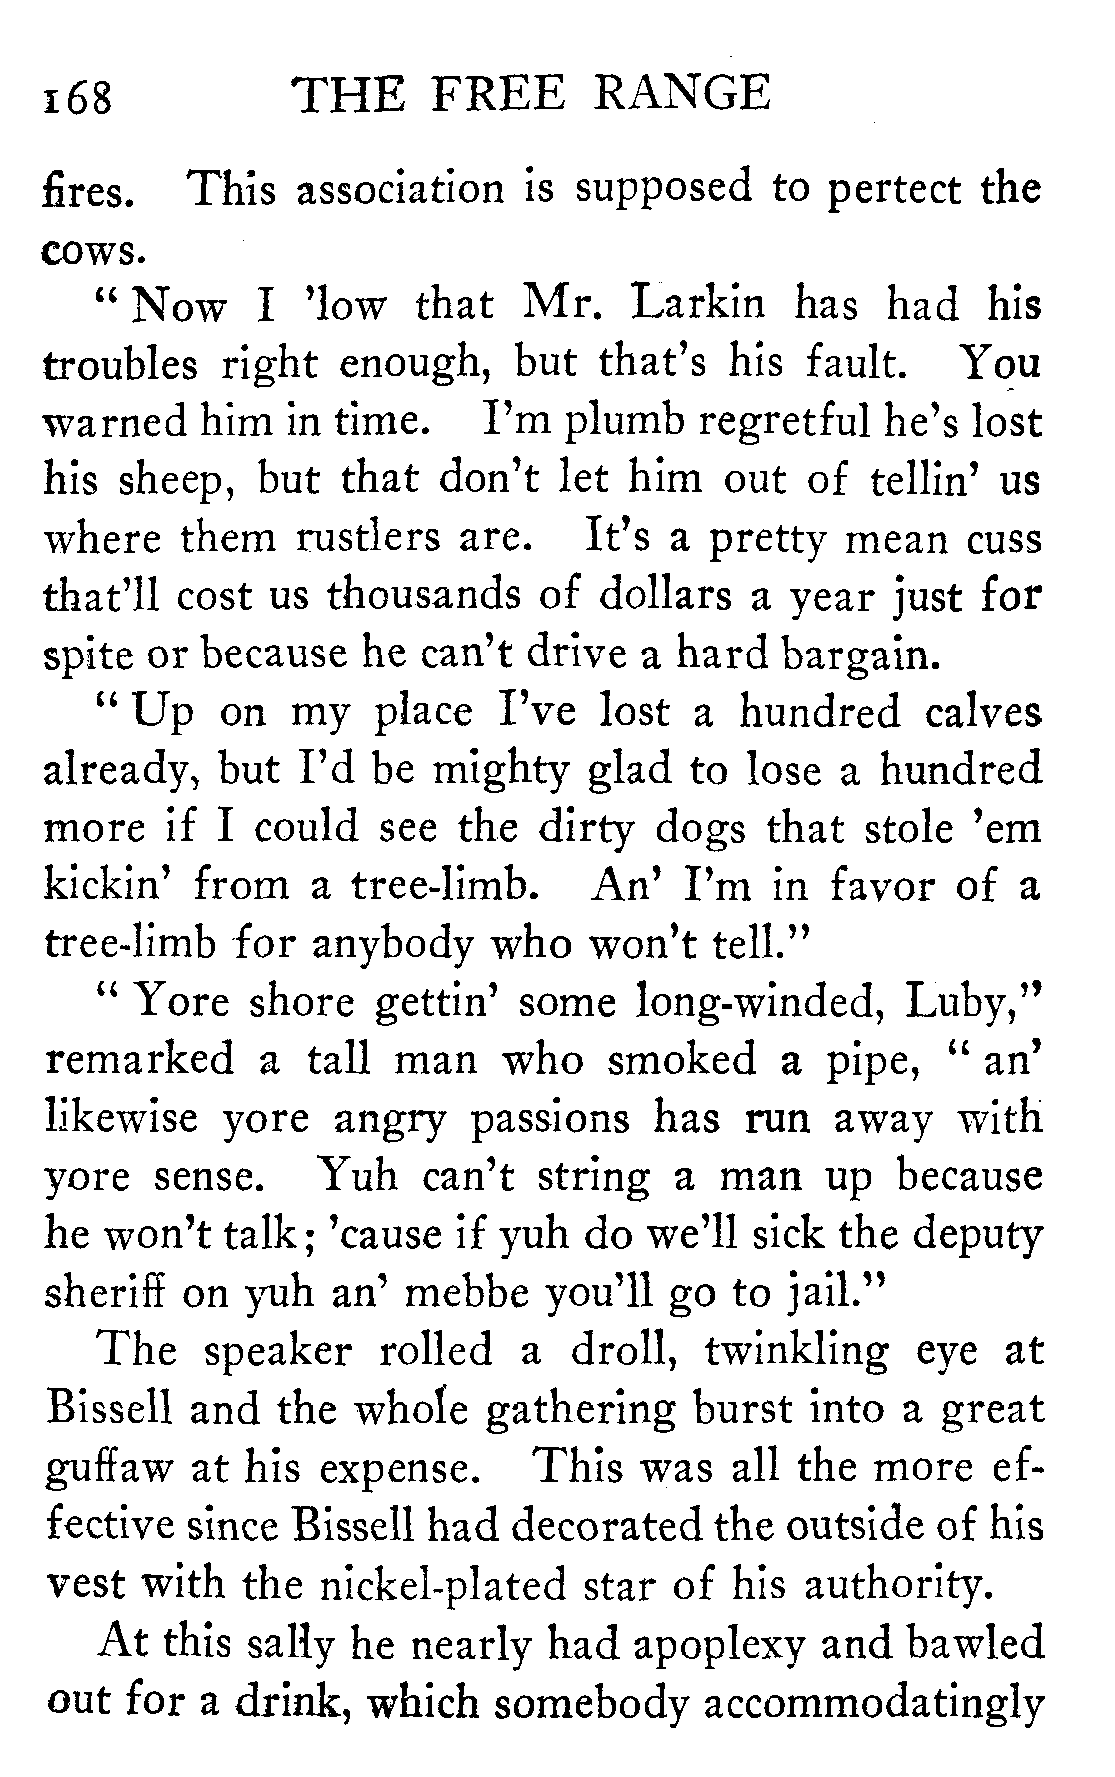 168 THE FREE RANGE
fires. This association is supposed to pertect the
cows.
" Now I 'low that Mr. Larkin has had his
troubles right enough, but that's his fault. You
warned him in time. I'm plumb regretful he's lost
his sheep, but that don't let him out of tellin' us
where them rustlers are. It's a pretty mean cuss
that'll cost us thousands of dollars a year just for
spite or because he can't drive a hard bargain.
" Up on my place I've lost a hundred calves
already, but I'd be mighty glad to lose a hundred
more if I could see the dirty dogs that stole 'em
kickin' from a tree-limb. An' I'm in favor of a
tree-limb for anybody who won't tell."
" Yore shore gettin' some long-winded, Luby,"
remarked a tall man who smoked a pipe, " an'
likewise yore angry passions has run away with
yore sense. Yuh can't string a man up because
he won't talk; 'cause if yuh do we'll sick the deputy
sheriff on yuh an' mebbe you'll go to jail."
The speaker rolled a droll, twinkling eye at
Bissell and the whole gathering burst into a great
guffaw at his expense. This was all the more ef-
fective since Bissell had decorated the outside of his
vest with the nickel-plated star of his authority.
At this sally he nearly had apoplexy and bawled
out for a drink, which somebody accommodatingly